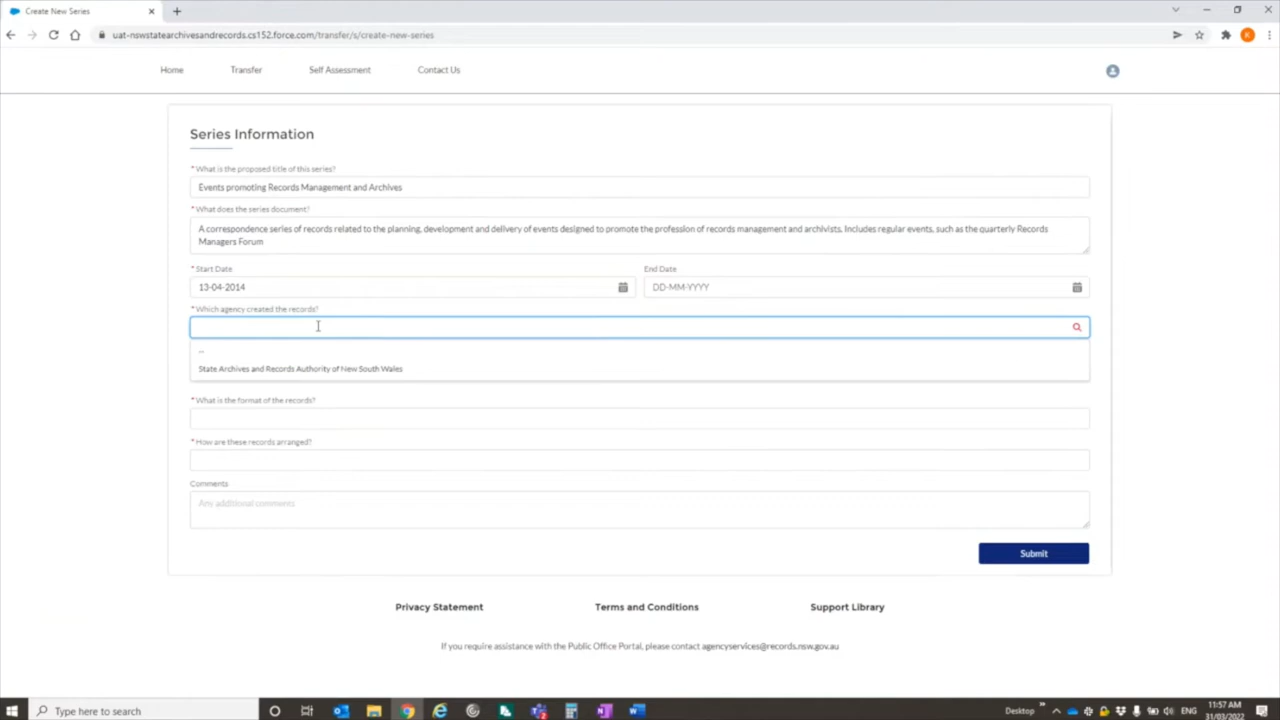 Create New Series
uat-nswstatearchivesandrecords.cs152.force.com/transfer/s/create-new-series
Home Transfer Self Assessment Contact Us
Series Information
* What is the proposed title of this series?
Events promoting Records Management and Archives
* What does the series document?
A correspondence series of records related to the planning, development and delivery of events designed to promote the profession of records management and archivists. Includes regular events, such as the quarterly Records
Managers Forum
* Start Date End Date
13-04-2014 DD-MM-YYYY
* Which agency created the records?
--
State Archives and Records Authority of New South Wales
* What is the format of the records?
* How are these records arranged?
Comments
Any additional comments
Submit
Privacy Statement Terms and Conditions Support Library
If you require assistance with the Public Office Portal, please contact agencyservices@records.nsw.gov.au
Type here to search Desktop ENG 11:57 AM
31/03/2022